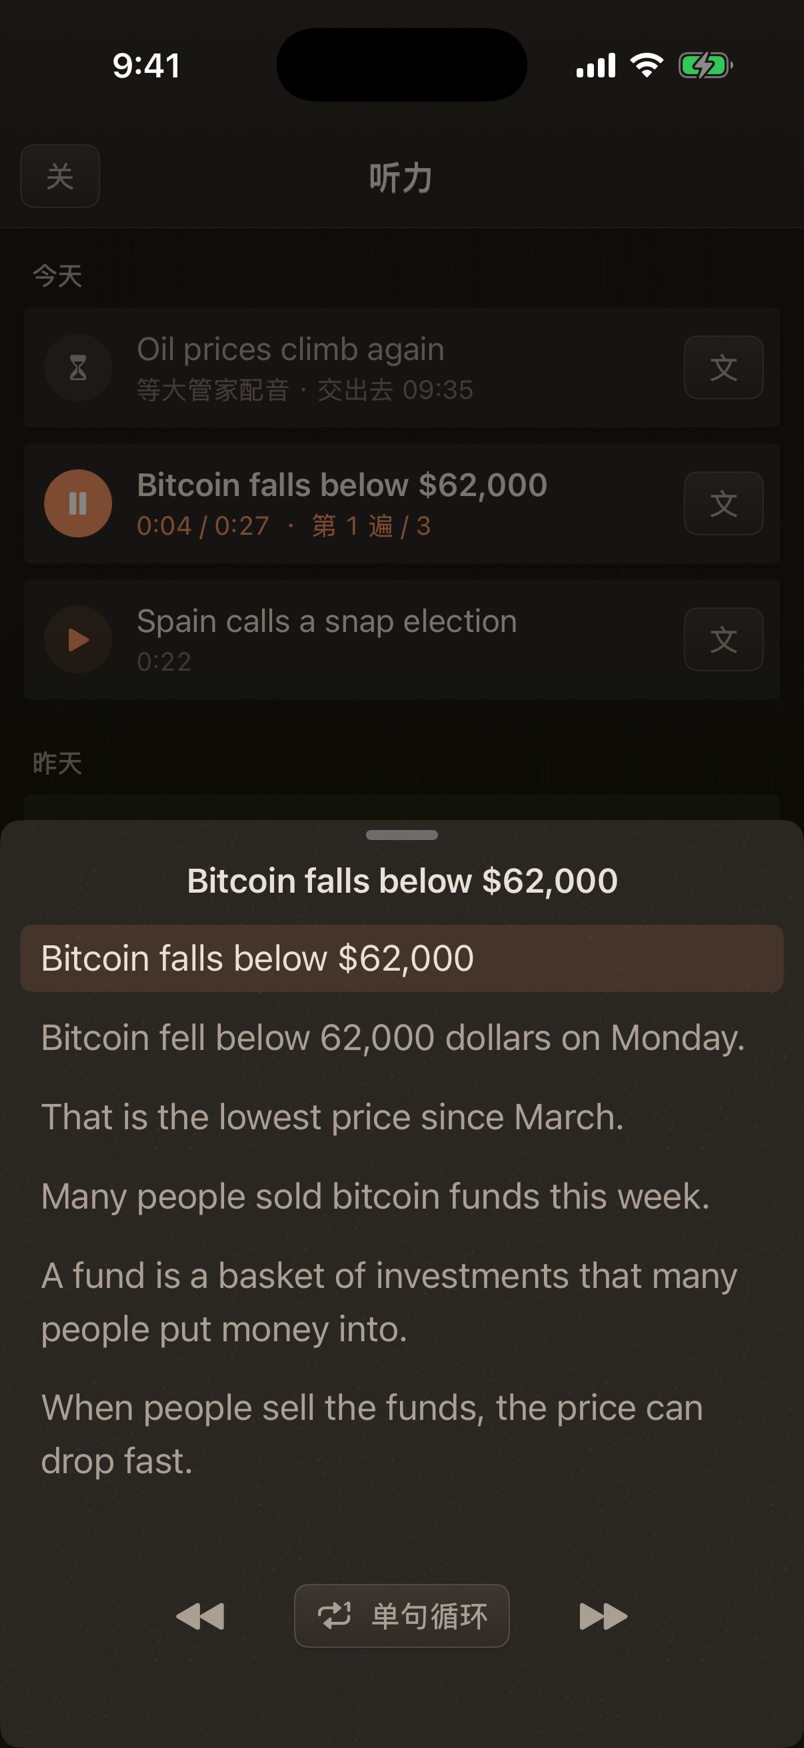 9:41
关
听力
今天
Oil prices climb again
等大管家配音 · 交出去 09:35
文
Bitcoin falls below $62,000
0:04 / 0:27 · 第 1 遍 / 3
文
Spain calls a snap election
0:22
文
昨天
Bitcoin falls below $62,000
Bitcoin falls below $62,000
Bitcoin fell below 62,000 dollars on Monday.
That is the lowest price since March.
Many people sold bitcoin funds this week.
A fund is a basket of investments that many
people put money into.
When people sell the funds, the price can
drop fast.
单句循环